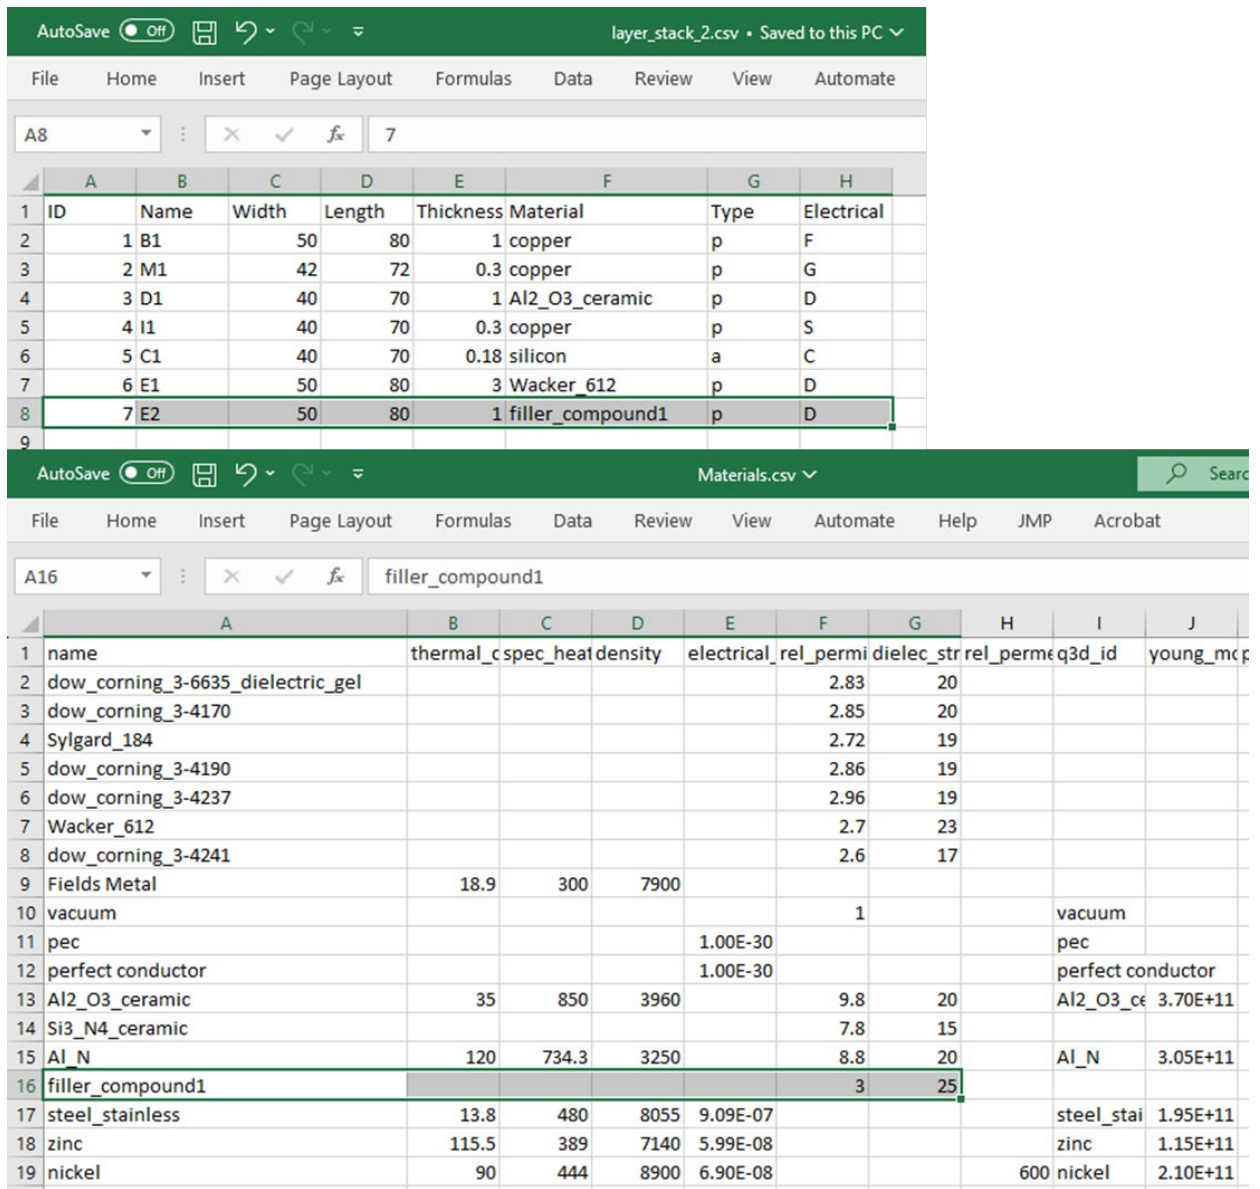 AutoSave Off layer_stack_2.csv • Saved to this PC
File Home Insert Page Layout Formulas Data Review View Automate
A8 fx 7
A B C D E F G H
1 ID Name Width Length Thickness Material Type Electrical
2 1 B1 50 80 1 copper p F
3 2 M1 42 72 0.3 copper p G
4 3 D1 40 70 1 Al2_O3_ceramic p D
5 4 I1 40 70 0.3 copper p S
6 5 C1 40 70 0.18 silicon a C
7 6 E1 50 80 3 Wacker_612 p D
8 7 E2 50 80 1 filler_compound1 p D
9
AutoSave Off Materials.csv Searc
File Home Insert Page Layout Formulas Data Review View Automate Help JMP Acrobat
A16 fx filler_compound1
A B C D E F G H I J
1 name thermal_c spec_heat density electrical_ rel_permi dielec_str rel_perme q3d_id young_mo p
2 dow_corning_3-6635_dielectric_gel 2.83 20
3 dow_corning_3-4170 2.85 20
4 Sylgard_184 2.72 19
5 dow_corning_3-4190 2.86 19
6 dow_corning_3-4237 2.96 19
7 Wacker_612 2.7 23
8 dow_corning_3-4241 2.6 17
9 Fields Metal 18.9 300 7900
10 vacuum 1 vacuum
11 pec 1.00E-30 pec
12 perfect conductor 1.00E-30 perfect conductor
13 Al2_O3_ceramic 35 850 3960 9.8 20 Al2_O3_ce 3.70E+11
14 Si3_N4_ceramic 7.8 15
15 Al_N 120 734.3 3250 8.8 20 Al_N 3.05E+11
16 filler_compound1 3 25
17 steel_stainless 13.8 480 8055 9.09E-07 steel_stai 1.95E+11
18 zinc 115.5 389 7140 5.99E-08 zinc 1.15E+11
19 nickel 90 444 8900 6.90E-08 600 nickel 2.10E+11